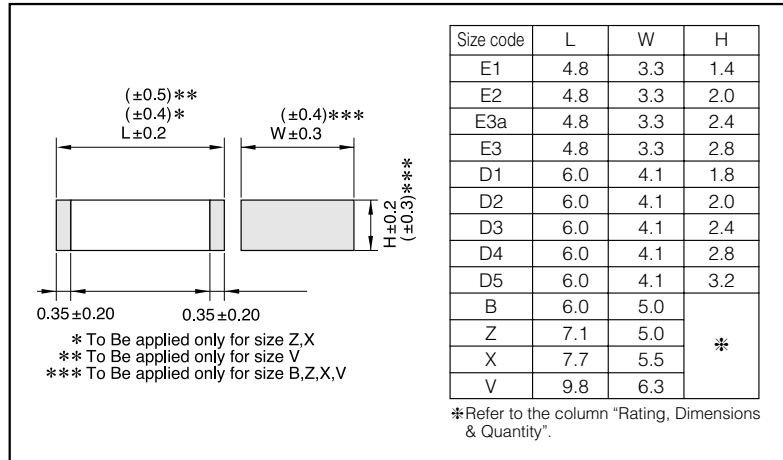 (±0.5)**
(±0.4)*
L±0.2
(±0.4)***
W±0.3
H±0.2
(±0.3)***
0.35±0.20
0.35±0.20
* To Be applied only for size Z,X
** To Be applied only for size V
*** To Be applied only for size B,Z,X,V
Size code L W H
E1 4.8 3.3 1.4
E2 4.8 3.3 2.0
E3a 4.8 3.3 2.4
E3 4.8 3.3 2.8
D1 6.0 4.1 1.8
D2 6.0 4.1 2.0
D3 6.0 4.1 2.4
D4 6.0 4.1 2.8
D5 6.0 4.1 3.2
B 6.0 5.0 ❉
Z 7.1 5.0
X 7.7 5.5
V 9.8 6.3
❉Refer to the column “Rating, Dimensions
& Quantity”.